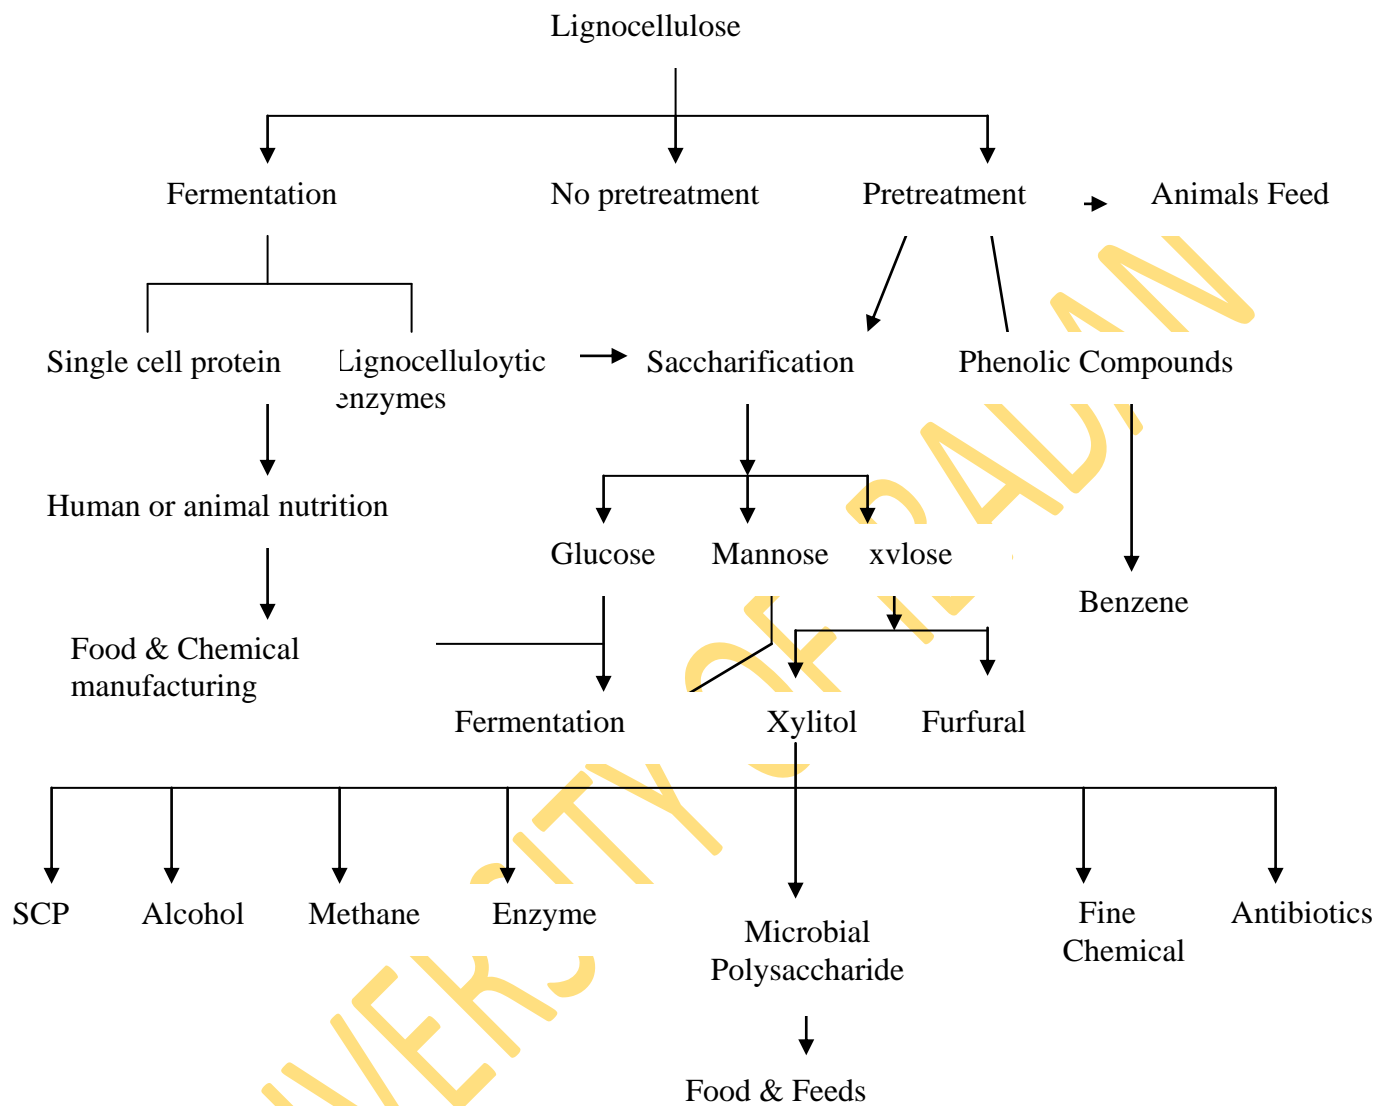 Lignocellulose
Fermentation
No pretreatment
Pretreatment
Animals Feed
Single cell protein
Lignocelluloytic
enzymes
Saccharification
Phenolic Compounds
Human or animal nutrition
Glucose
Mannose
xvlose
Benzene
Food & Chemical
manufacturing
Fermentation
Xylitol
Furfural
SCP
Alcohol
Methane
Enzyme
Microbial
Polysaccharide
Fine
Chemical
Antibiotics
Food & Feeds